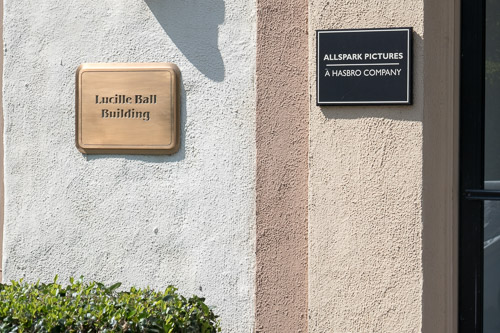 Lucille Ball
Building
ALLSPARK PICTURES
A HASBRO COMPANY